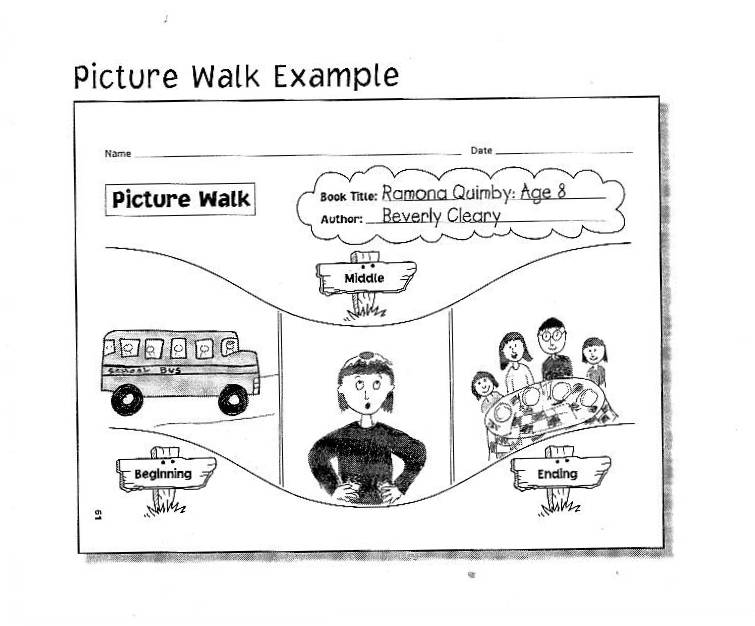 Picture Walk Example
Name Date
Picture Walk
Book Title: Ramona Quimby: Age 8
Author: Beverly Cleary
Middle
SCHOOL BUS
Beginning
Ending
61